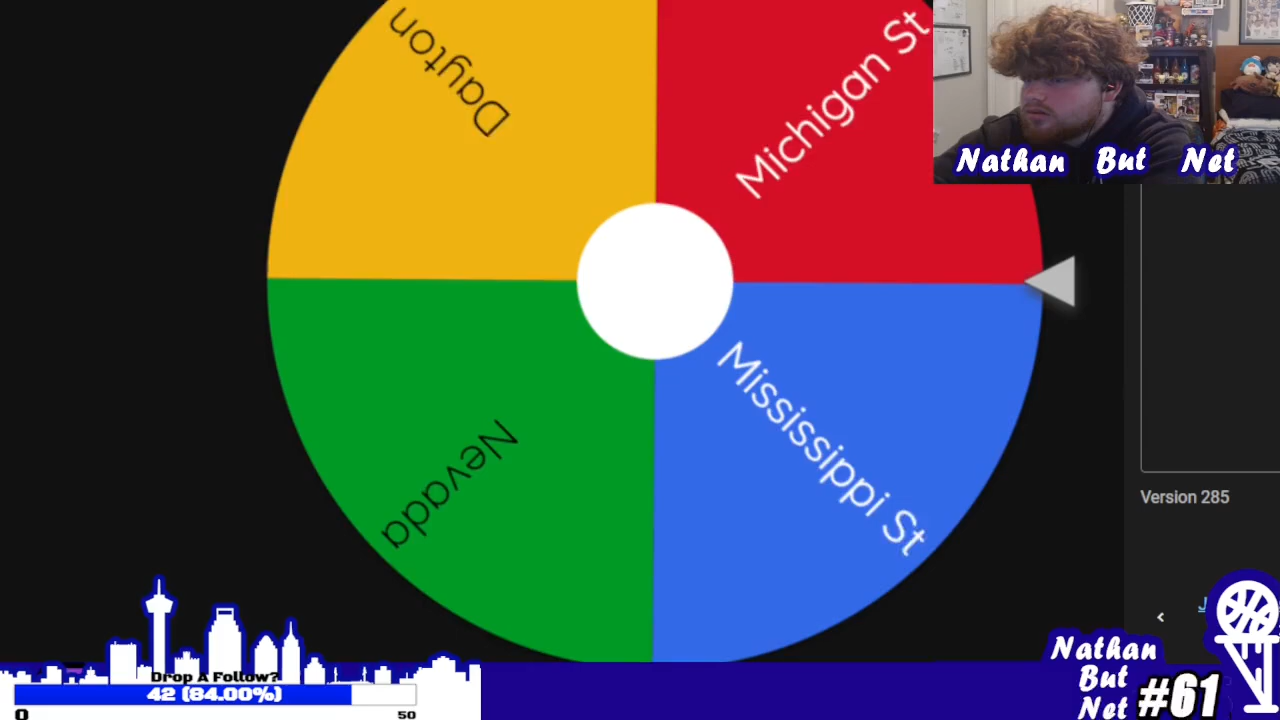 Dayton
Michigan St
Nathan But Net
Nevada
Mississippi St
Version 285
Drop A Follow?
42 (84.00%)
0
50
Nathan
But
Net
#61